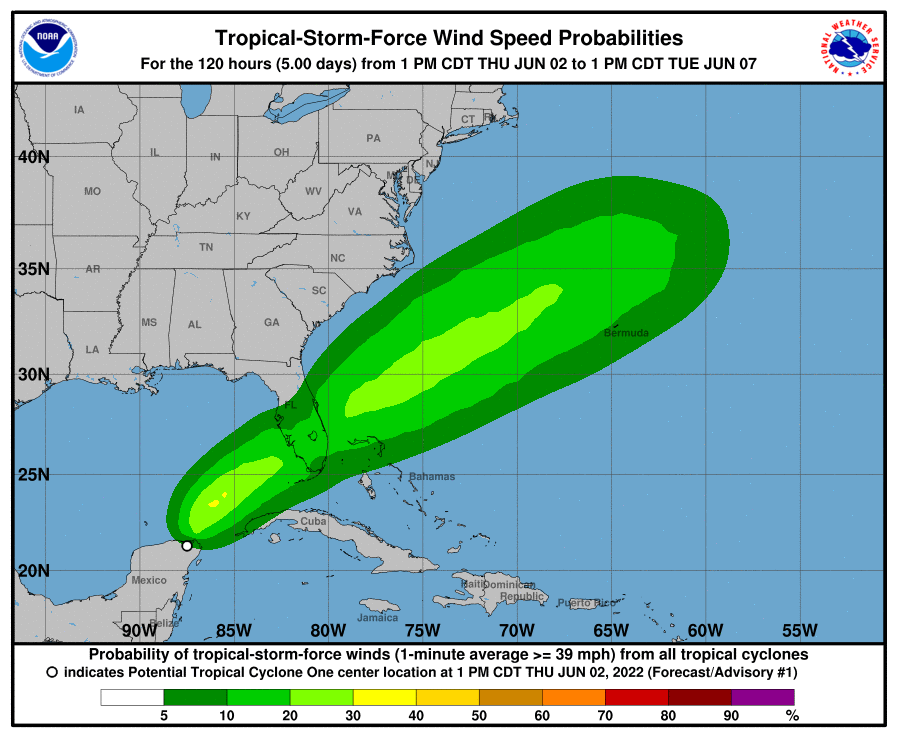 Tropical-Storm-Force Wind Speed Probabilities
For the 120 hours (5.00 days) from 1 PM CDT THU JUN 02 to 1 PM CDT TUE JUN 07
NOAA
NATIONAL WEATHER SERVICE
IA
CT
PA
40N
IL
IN
OH
NJ
DE
MO
WV
KY
VA
TN
NC
35N
AR
SC
MS
AL
GA
Bermuda
LA
30N
FL
25N
Bahamas
Cuba
20N
Mexico
Haiti
Dominican
Republic
Puerto Rico
Jamaica
Belize
90W 85W 80W 75W 70W 65W 60W 55W
Probability of tropical-storm-force winds (1-minute average >= 39 mph) from all tropical cyclones
indicates Potential Tropical Cyclone One center location at 1 PM CDT THU JUN 02, 2022 (Forecast/Advisory #1)
5 10 20 30 40 50 60 70 80 90 %